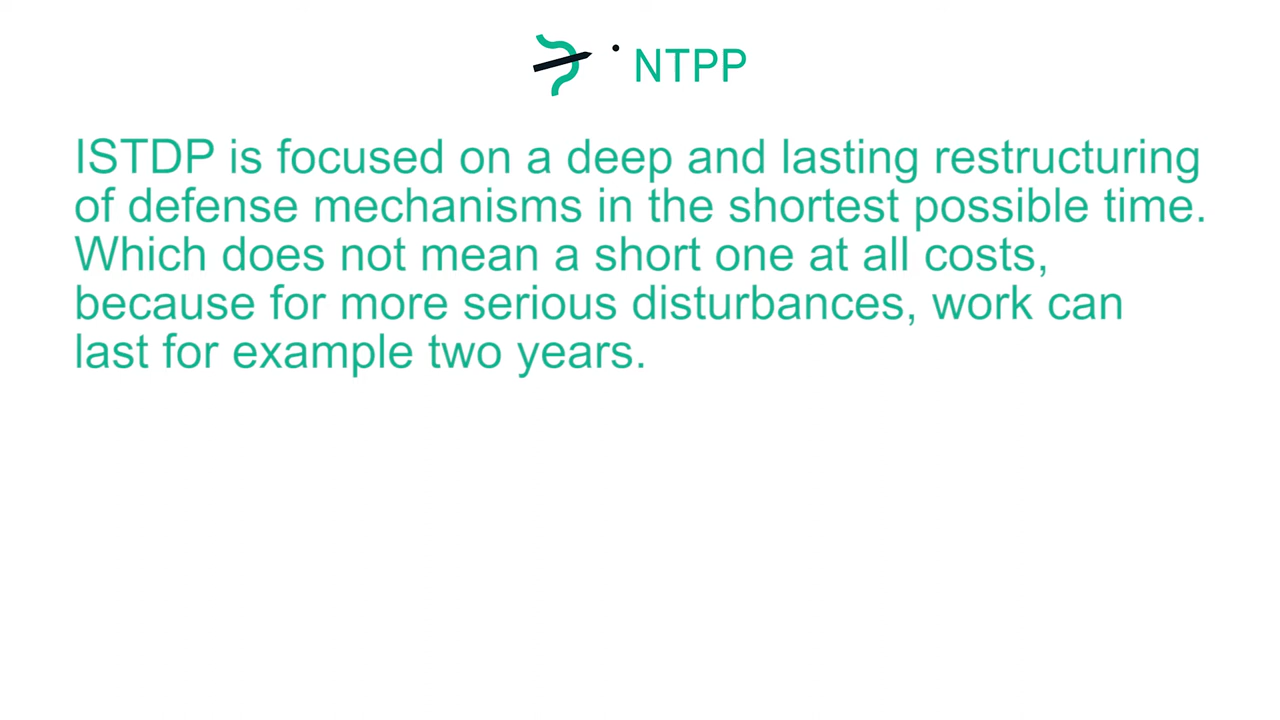 NTPP
ISTDP is focused on a deep and lasting restructuring
of defense mechanisms in the shortest possible time.
Which does not mean a short one at all costs,
because for more serious disturbances, work can
last for example two years.